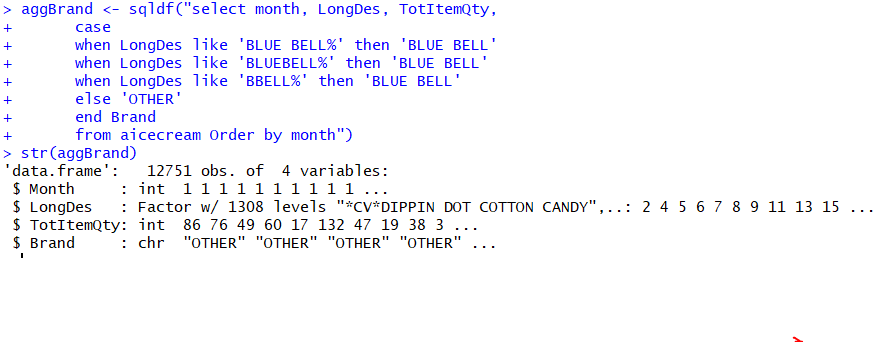 > aggBrand <- sqldf("select month, LongDes, TotItemQty,
+       case
+       when LongDes like 'BLUE BELL%' then 'BLUE BELL'
+       when LongDes like 'BLUEBELL%' then 'BLUE BELL'
+       when LongDes like 'BBELL%' then 'BLUE BELL'
+       else 'OTHER'
+       end Brand
+       from aicecream Order by month")
> str(aggBrand)
'data.frame':   12751 obs. of  4 variables:
 $ Month     : int  1 1 1 1 1 1 1 1 1 1 ...
 $ LongDes   : Factor w/ 1308 levels "*CV*DIPPIN DOT COTTON CANDY",..: 2 4 5 6 7 8 9 11 13 15 ...
 $ TotItemQty: int  86 76 49 60 17 132 47 19 38 3 ...
 $ Brand     : chr  "OTHER" "OTHER" "OTHER" "OTHER" ...